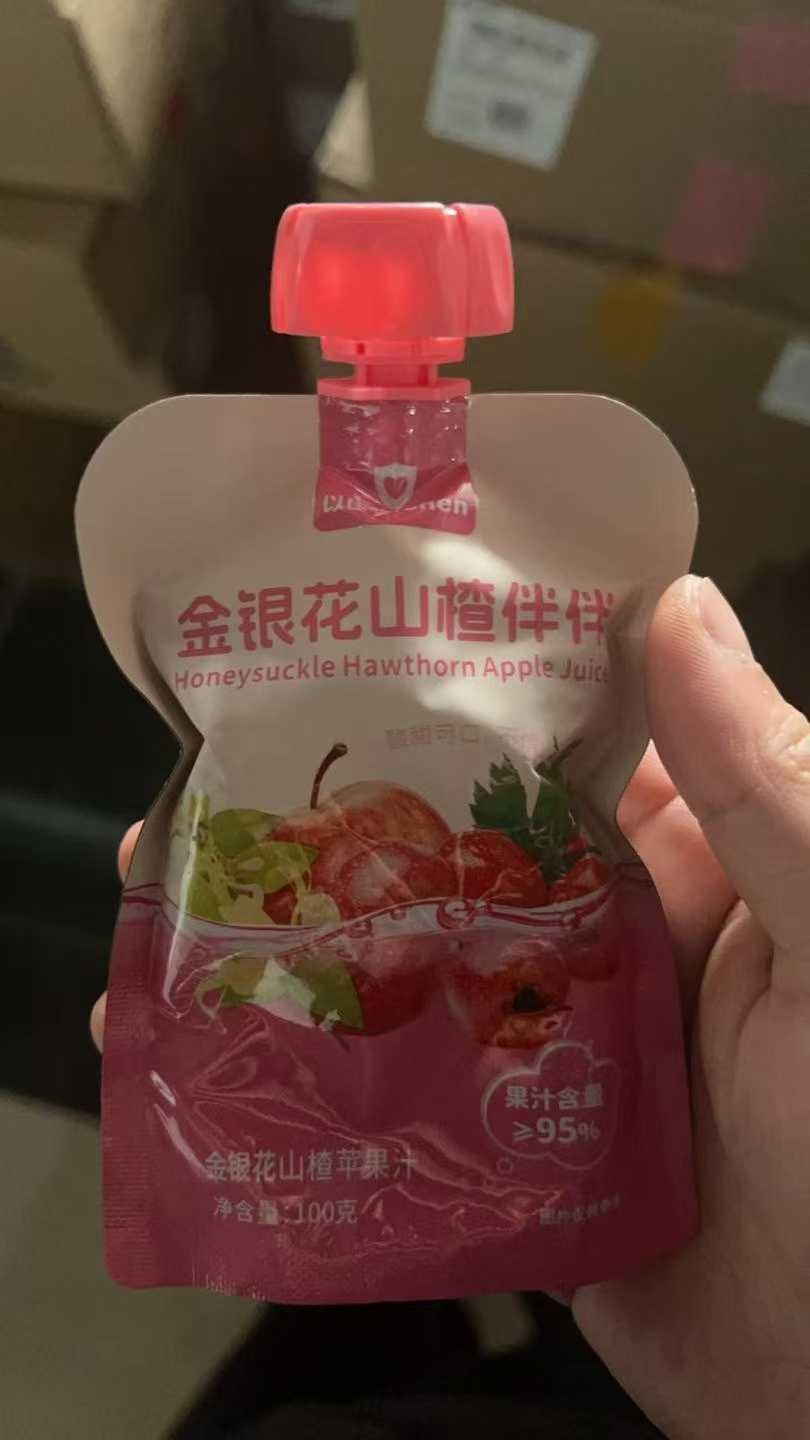 金银花山楂伴伴
Honeysuckle Hawthorn Apple Juice
果汁含量
≥95%
金银花山楂苹果汁
净含量:100克